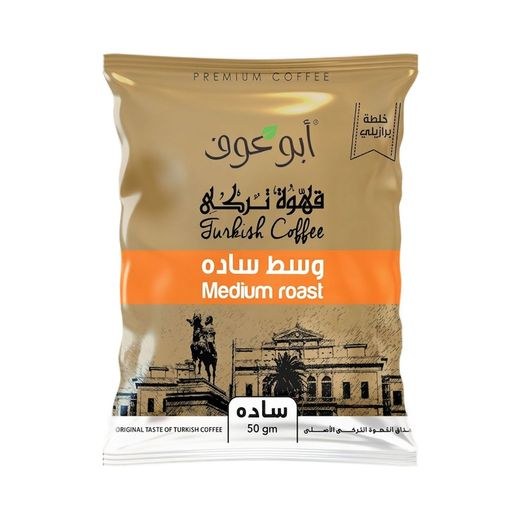 PREMIUM COFFEE
خلطة
برازيلي
أبو عوف®
قهوة تركي
Turkish Coffee
وسط ساده
Medium roast
ساده
50 gm
ORIGINAL TASTE OF TURKISH COFFEE
مذاق القهوة التركي الأصلي